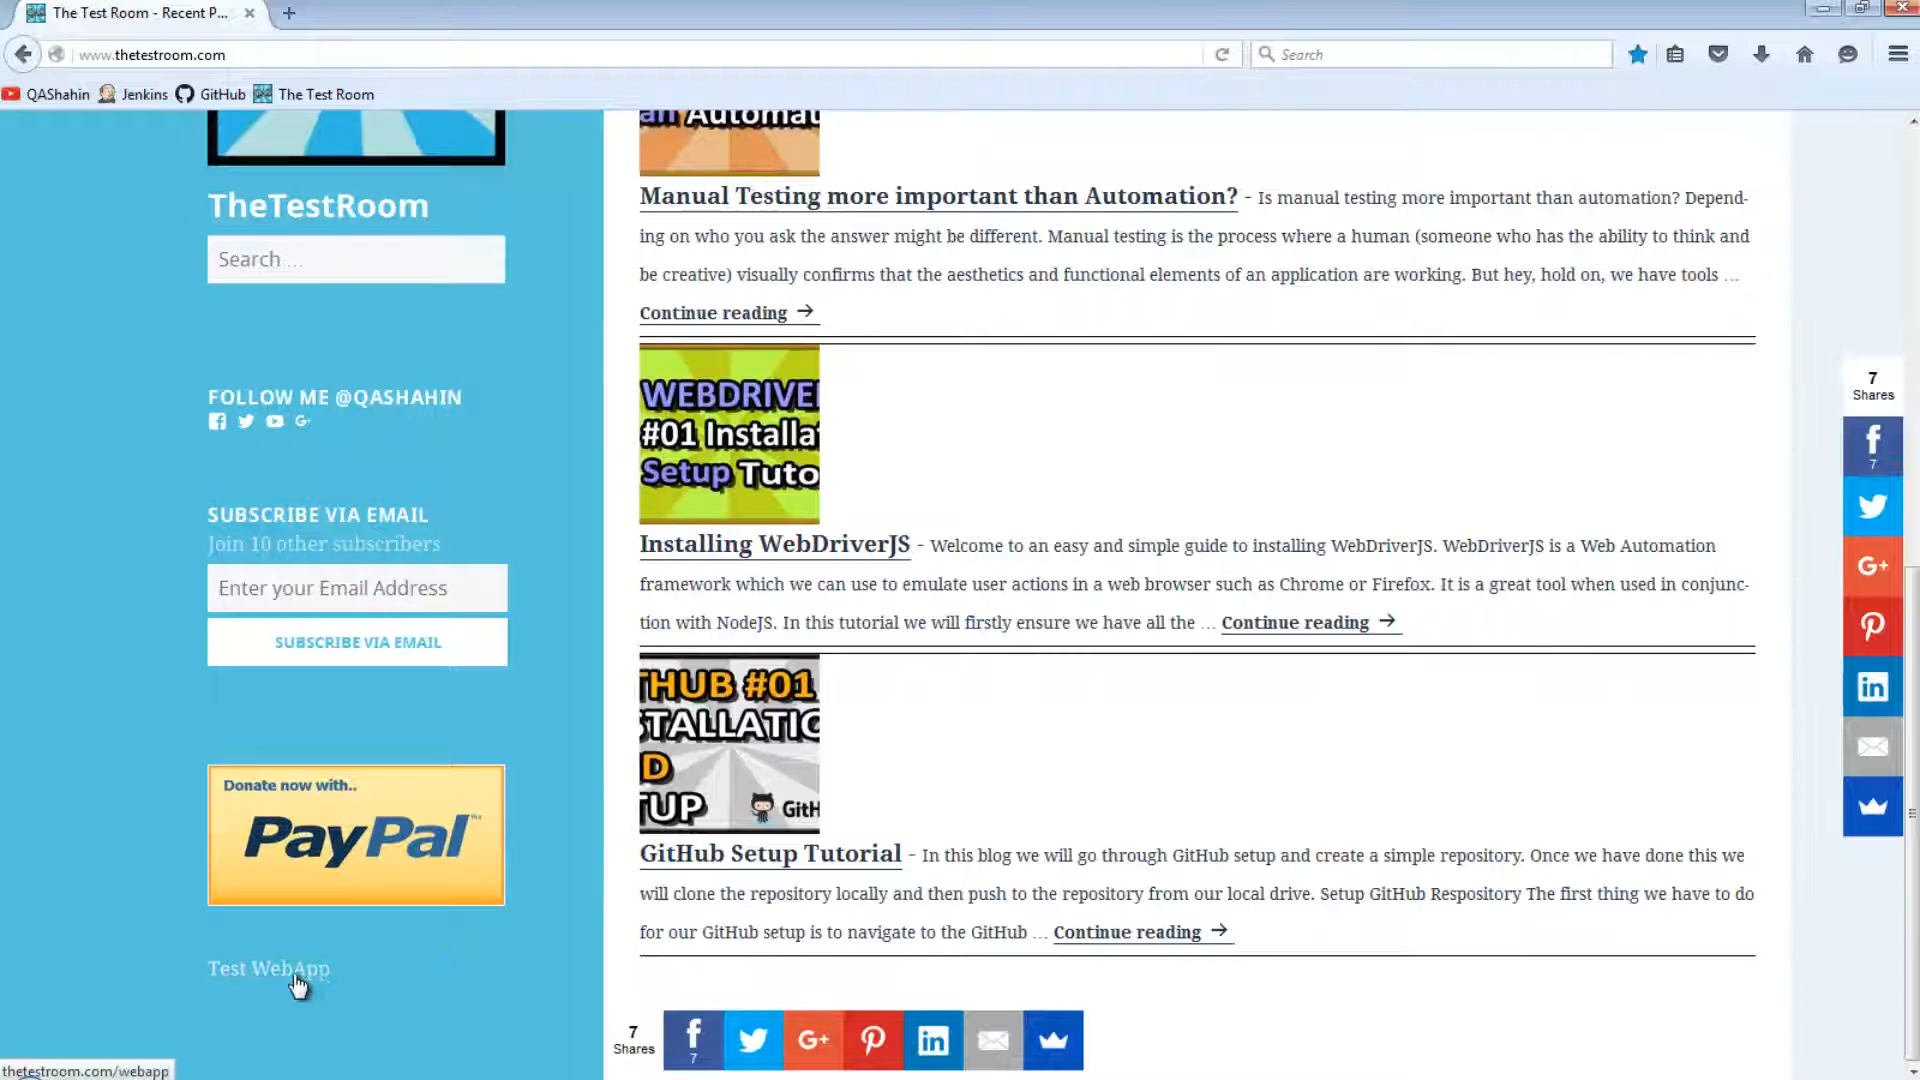 The Test Room - Recent P...
www.thetestroom.com
Search
QAShahin
Jenkins
GitHub
The Test Room
TheTestRoom
Search ...
FOLLOW ME @QASHAHIN
SUBSCRIBE VIA EMAIL
Join 10 other subscribers
Enter your Email Address
SUBSCRIBE VIA EMAIL
Donate now with..
PayPal™
Test WebApp
thetestroom.com/webapp
an Automat
Manual Testing more important than Automation? - Is manual testing more important than automation? Depend-
ing on who you ask the answer might be different. Manual testing is the process where a human (someone who has the ability to think and
be creative) visually confirms that the aesthetics and functional elements of an application are working. But hey, hold on, we have tools ...
Continue reading →
WEBDRIVE
#01 Installa
Setup Tuto
Installing WebDriverJS - Welcome to an easy and simple guide to installing WebDriverJS. WebDriverJS is a Web Automation
framework which we can use to emulate user actions in a web browser such as Chrome or Firefox. It is a great tool when used in conjunc-
tion with NodeJS. In this tutorial we will firstly ensure we have all the ... Continue reading →
THUB #01
STALLATIO
D
TUP GitH
GitHub Setup Tutorial - In this blog we will go through GitHub setup and create a simple repository. Once we have done this we
will clone the repository locally and then push to the repository from our local drive. Setup GitHub Respository The first thing we have to do
for our GitHub setup is to navigate to the GitHub ... Continue reading →
7
Shares
7
G+
in
7
Shares
7
G+
in